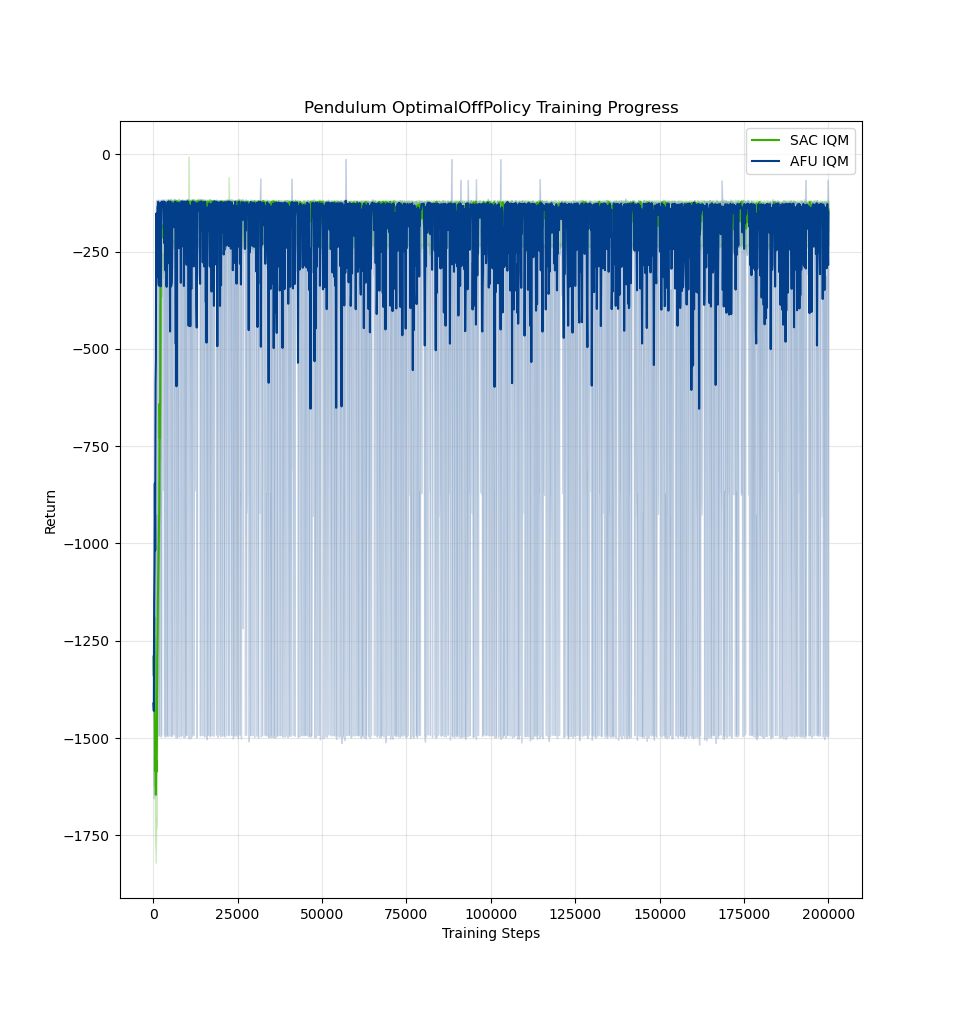 Pendulum OptimalOffPolicy Training Progress
SAC IQM
AFU IQM
0
−250
−500
−750
−1000
−1250
−1500
−1750
Return
0 25000 50000 75000 100000 125000 150000 175000 200000
Training Steps